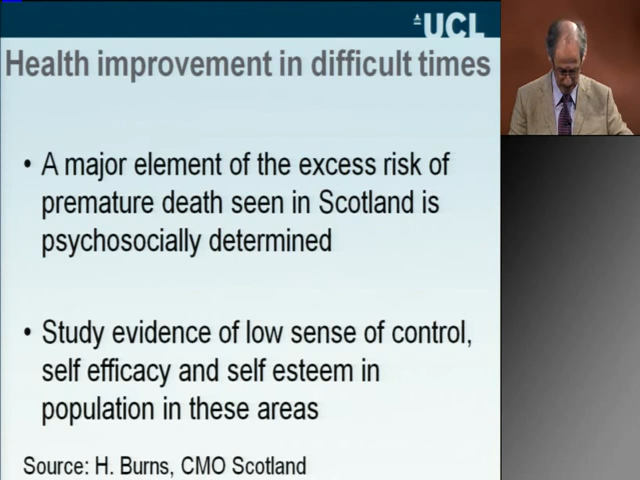 UCL
Health improvement in difficult times
• A major element of the excess risk of
premature death seen in Scotland is
psychosocially determined
• Study evidence of low sense of control,
self efficacy and self esteem in
population in these areas
Source: H. Burns, CMO Scotland